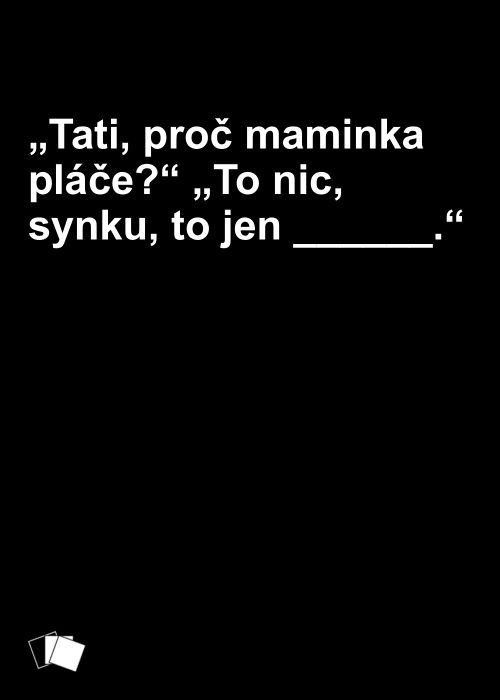 „Tati, proč maminka
pláče?“ „To nic,
synku, to jen ______.“